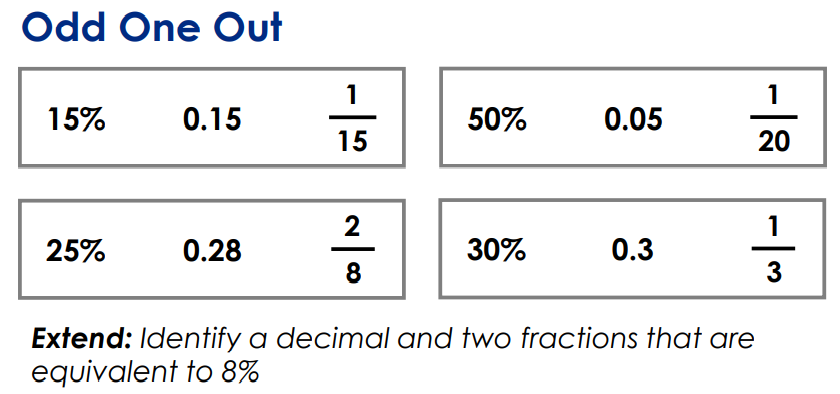 Odd One Out
15% 0.15 1/15
50% 0.05 1/20
25% 0.28 2/8
30% 0.3 1/3
Extend: Identify a decimal and two fractions that are
equivalent to 8%